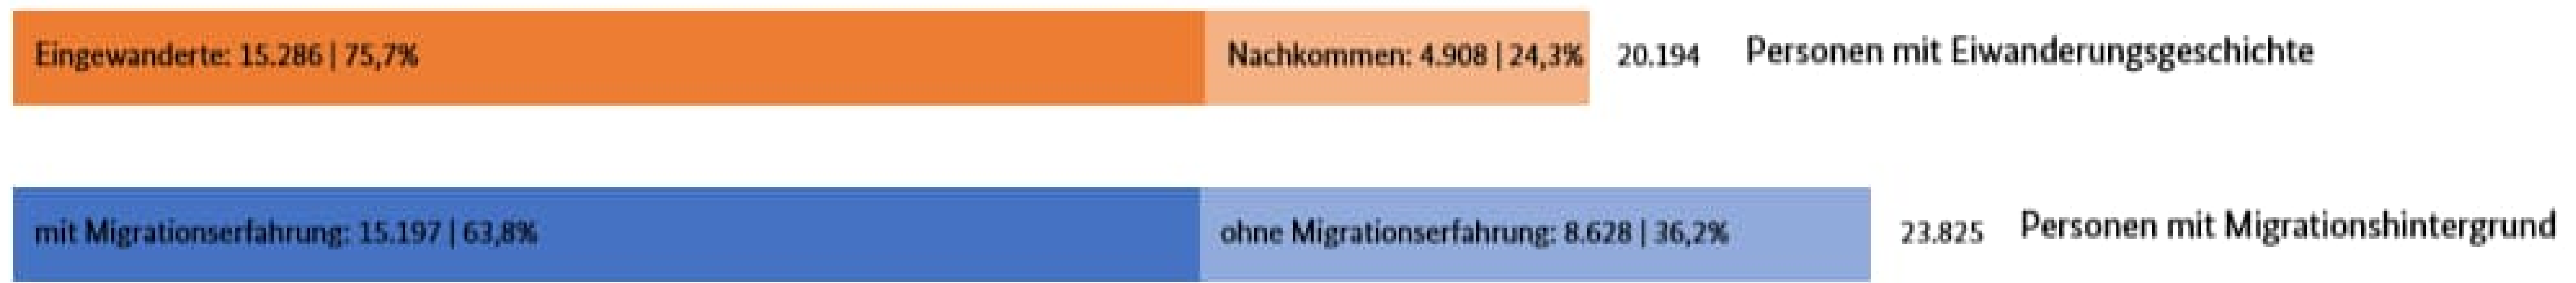 Eingewanderte: 15.286 | 75,7% Nachkommen: 4.908 | 24,3% 20.194 Personen mit Eiwanderungsgeschichte
mit Migrationserfahrung: 15.197 | 63,8% ohne Migrationserfahrung: 8.628 | 36,2% 23.825 Personen mit Migrationshintergrund